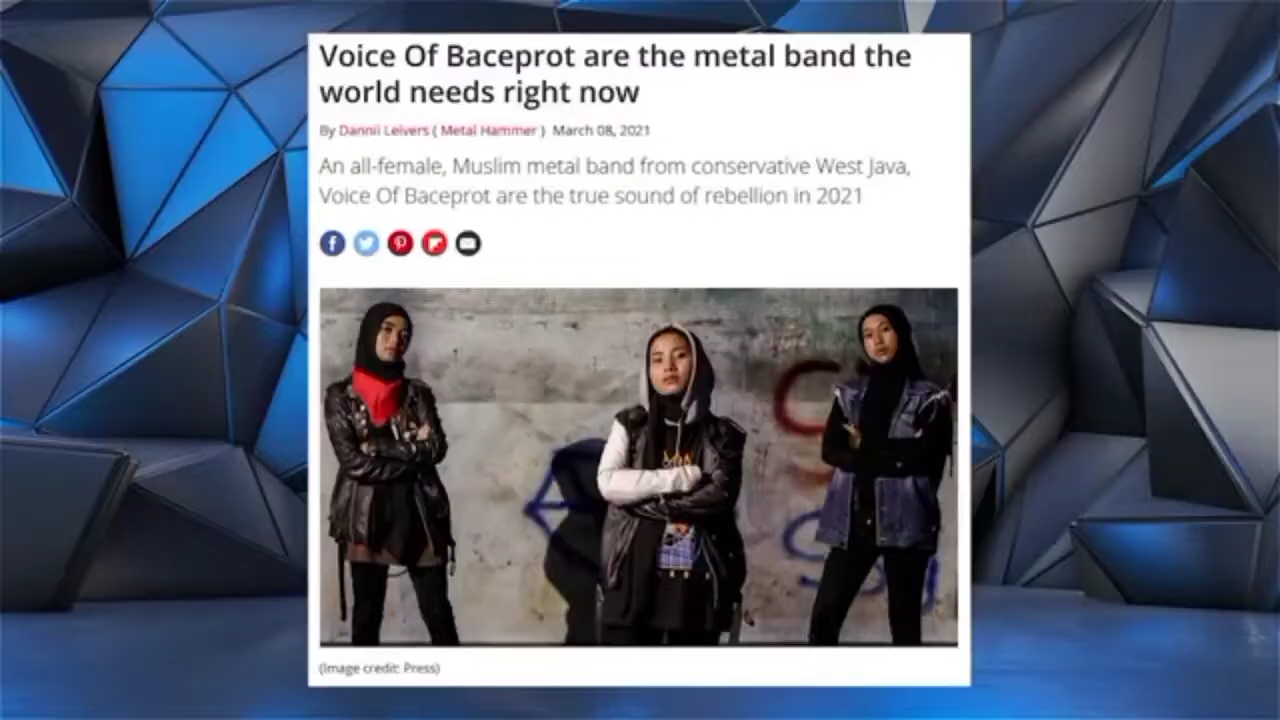 Voice Of Baceprot are the metal band the
world needs right now
By Dannii Leivers ( Metal Hammer ) March 08, 2021
An all-female, Muslim metal band from conservative West Java,
Voice Of Baceprot are the true sound of rebellion in 2021
(Image credit: Press)